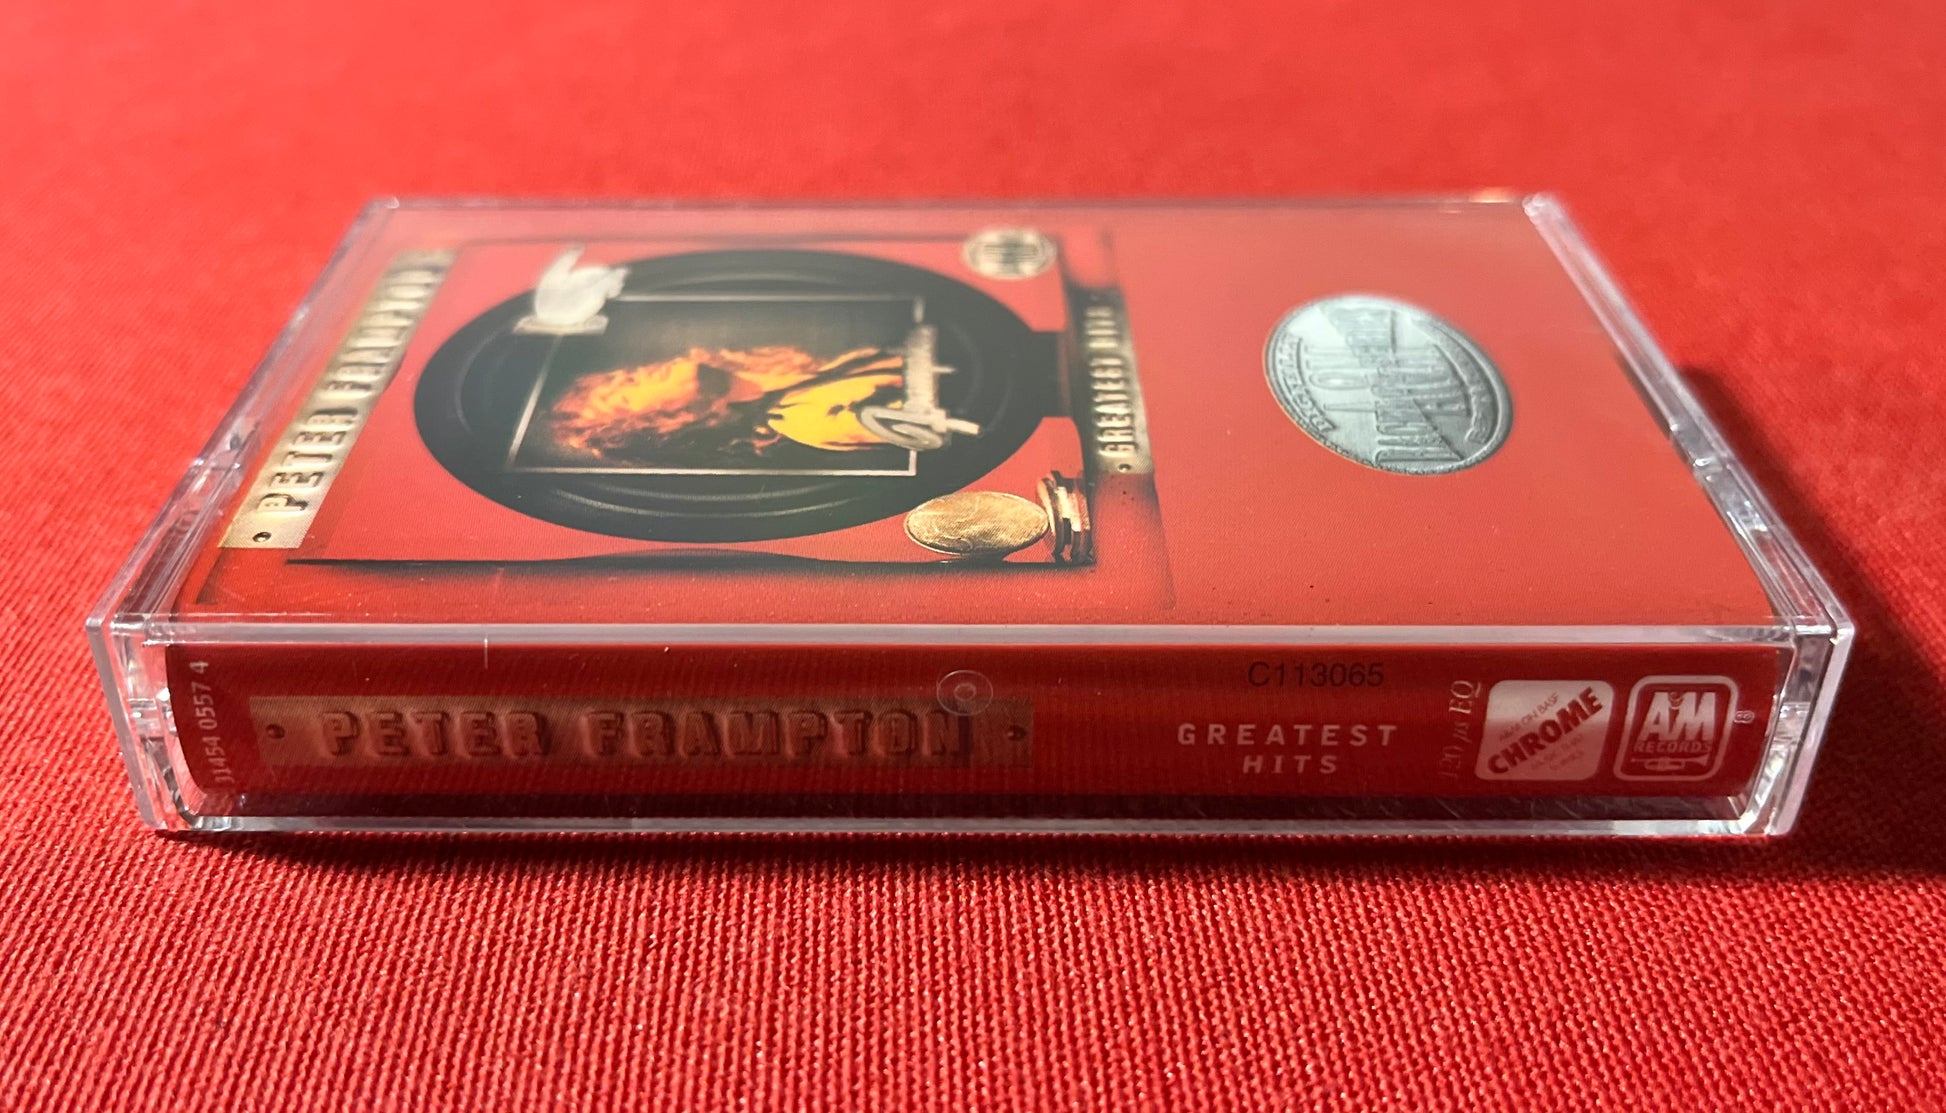 PETER FRAMPTON
GREATEST HITS
31454 0557 4
PETER FRAMPTON
C113065
GREATEST
HITS
120 µs EQ
CHROME
A&M
RECORDS
®